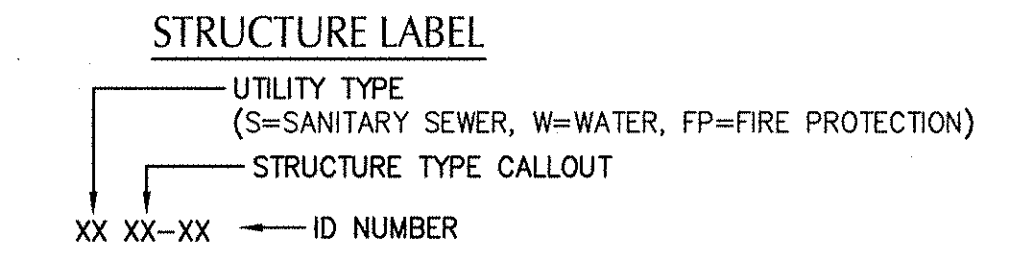 STRUCTURE LABEL
UTILITY TYPE
(S=SANITARY SEWER, W=WATER, FP=FIRE PROTECTION)
STRUCTURE TYPE CALLOUT
XX XX-XX ID NUMBER